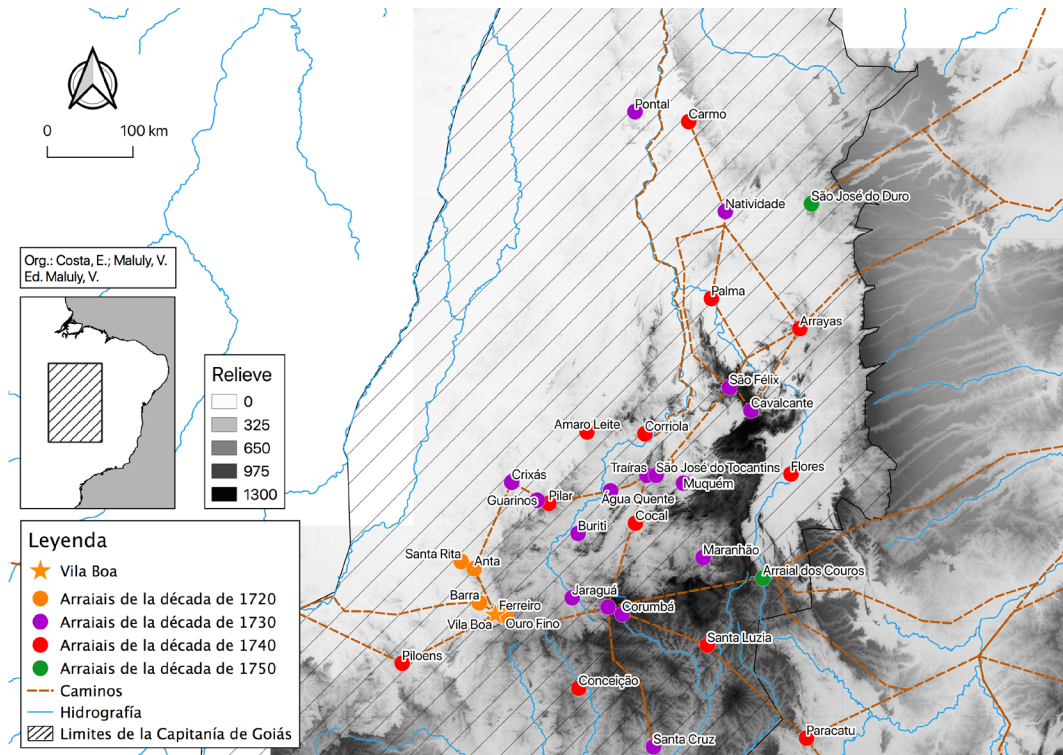 Pontal
Carmo
0 100 km
São José do Duro
Natividade
Org.: Costa, E.; Maluly, V.
Ed. Maluly, V.
Palma
Arrayas
Relieve
0
325
650
975
1300
São Félix
Cavalcante
Amaro Leite
Corriola
Crixás
Traíras
São José do Tocantins
Flores
Muquém
Guarinos
Pilar
Água Quente
Cocal
Buriti
Santa Rita
Anta
Maranhão
Arraial dos Couros
Jaraguá
Barra
Ferreiro
Corumbá
Vila Boa
Ouro Fino
Santa Luzia
Piloens
Conceição
Paracatu
Santa Cruz
Leyenda
Vila Boa
Arraiais de la década de 1720
Arraiais de la década de 1730
Arraiais de la década de 1740
Arraiais de la década de 1750
Caminos
Hidrografía
Limites de la Capitanía de Goiás